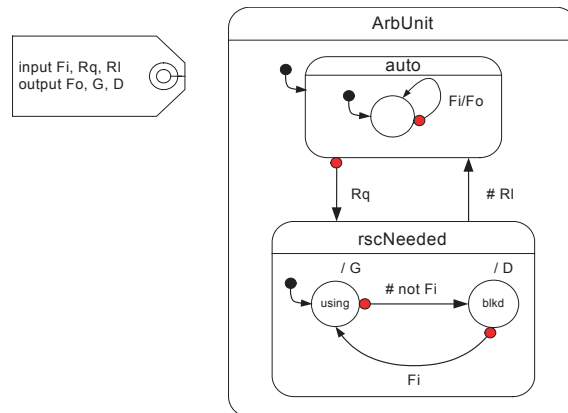 ArbUnit
input Fi, Rq, Rl
output Fo, G, D
auto
Fi/Fo
Rq
# Rl
rscNeeded
/ G
/ D
# not Fi
using
blkd
Fi